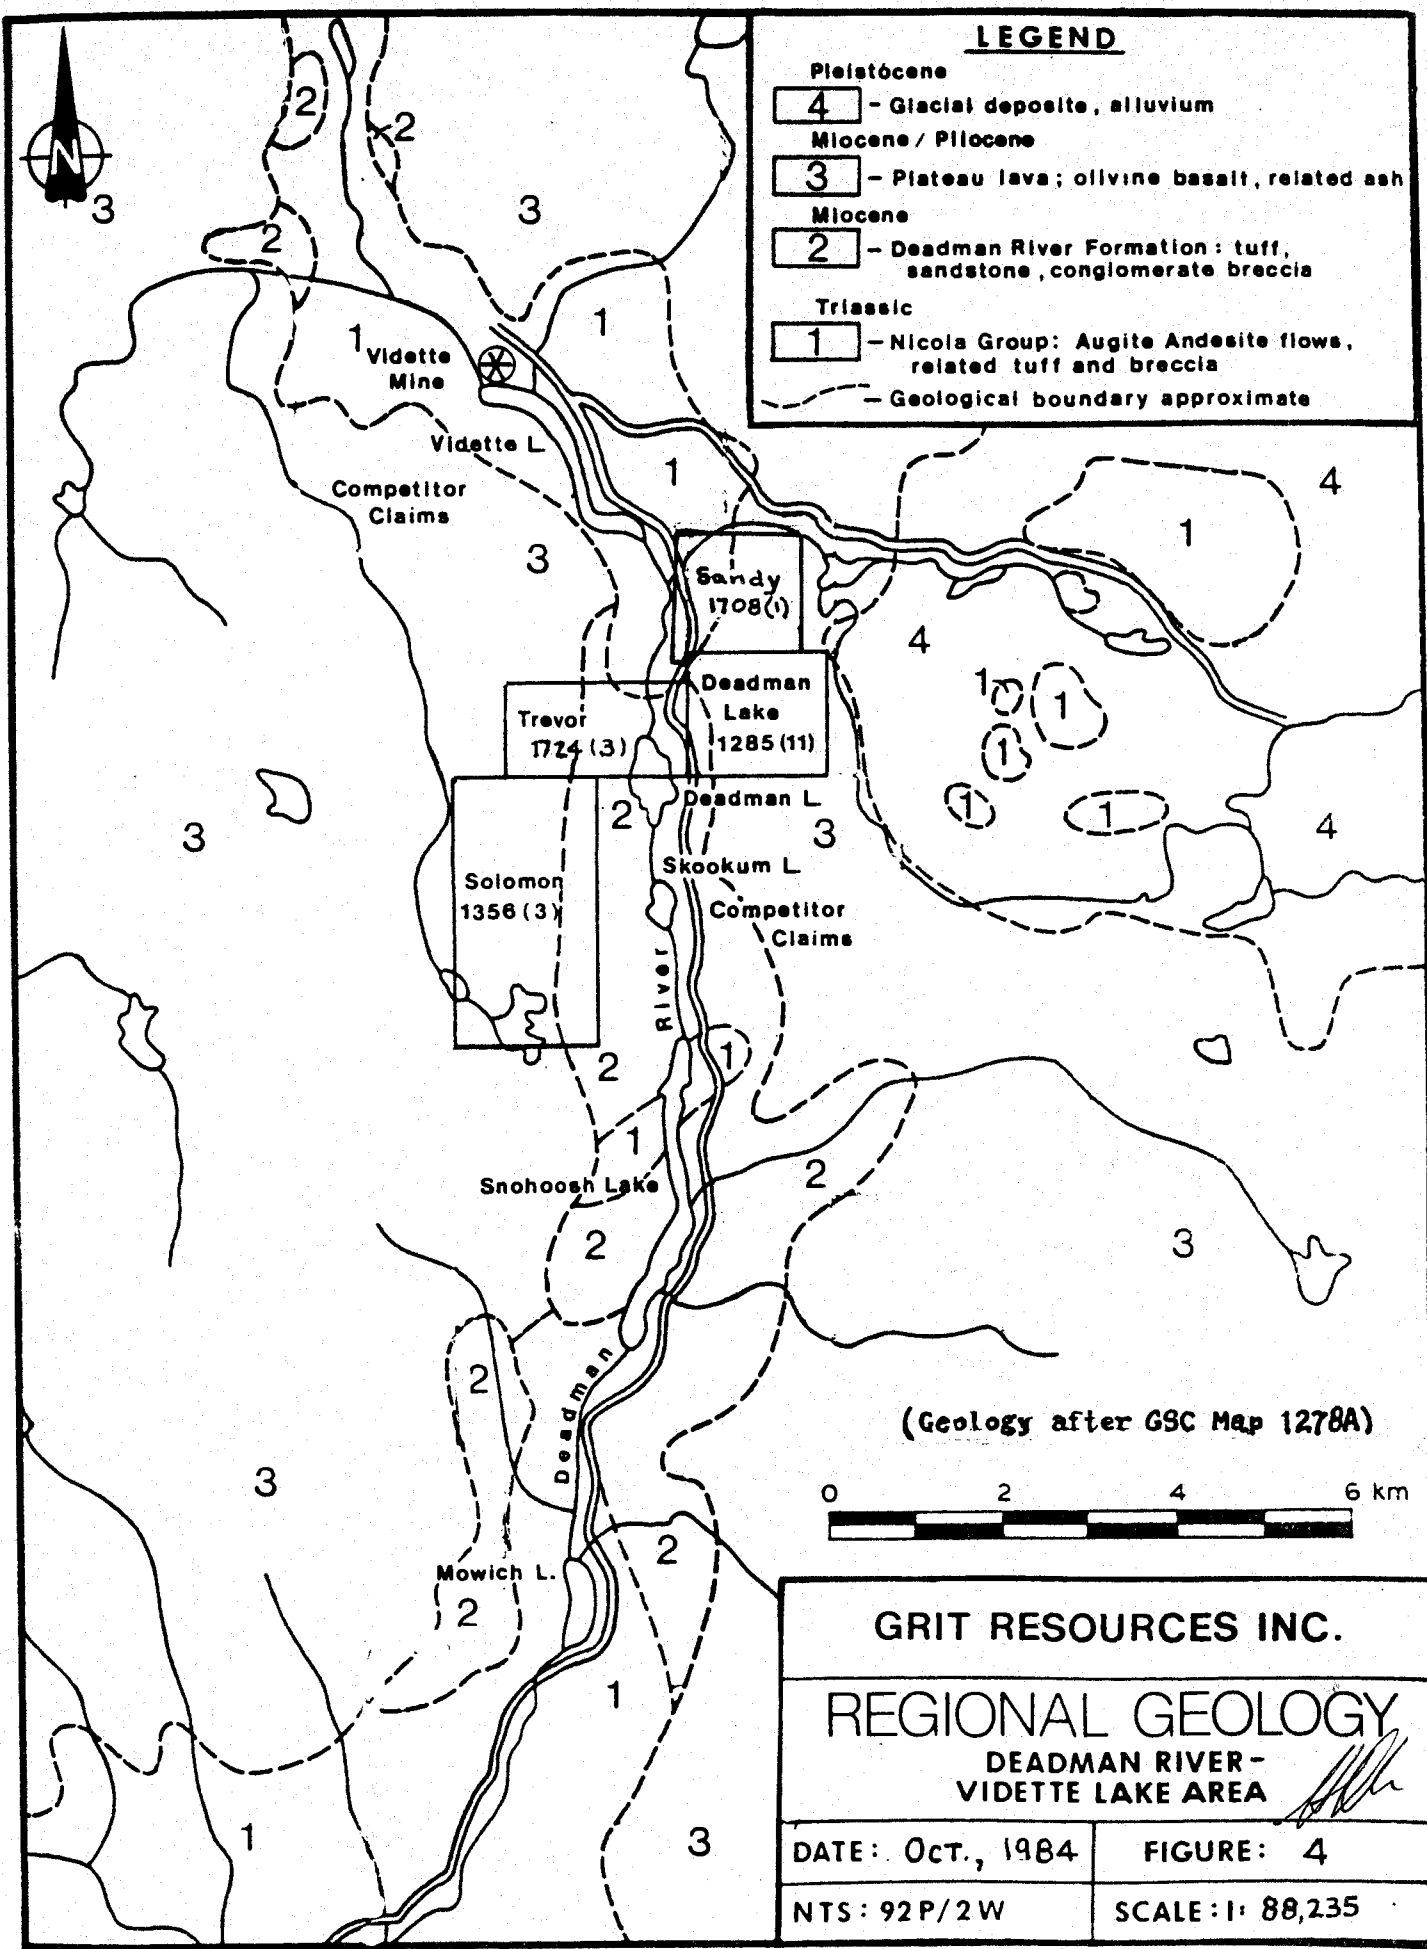 LEGEND
Pleistócene
4 - Glacial deposite, alluvium
Miocene / Pliocene
3 - Plateau lava; olivine basalt, related ash
Miocene
2 - Deadman River Formation: tuff,
sandstone, conglomerate breccia
Triassic
1 - Nicola Group: Augite Andesite flows,
related tuff and breccia
- Geological boundary approximate
N
3
2
2
2
3
1
1
Vidette
Mine
Vidette L
1
4
Competitor
Claims
1
3
Sandy
1708(1)
4
Deadman
Lake
1285 (11)
Trevor
1724 (3)
1
1
1
1
1
Deadman L
3
2
3
4
Skookum L
Solomon
1356 (3)
Competitor
Claims
River
1
2
1
2
Snohoosh Lake
2
3
2
Deadman
(Geology after GSC Map 1278A)
3
0 2 4 6 km
2
Mowich L.
2
1
1
3
GRIT RESOURCES INC.
REGIONAL GEOLOGY
DEADMAN RIVER-
VIDETTE LAKE AREA
DATE: OCT., 1984
FIGURE: 4
NTS: 92P/2W
SCALE: 1: 88,235